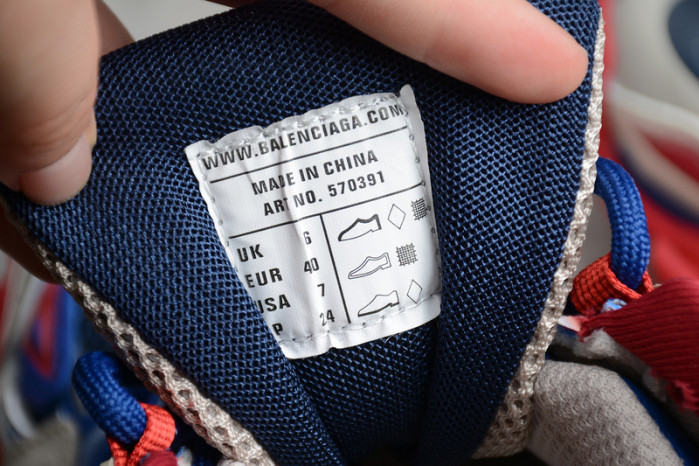 WWW.BALENCIAGA.COM
MADE IN CHINA
ART NO. 570391
UK 6
EUR 40
USA 7
P 24